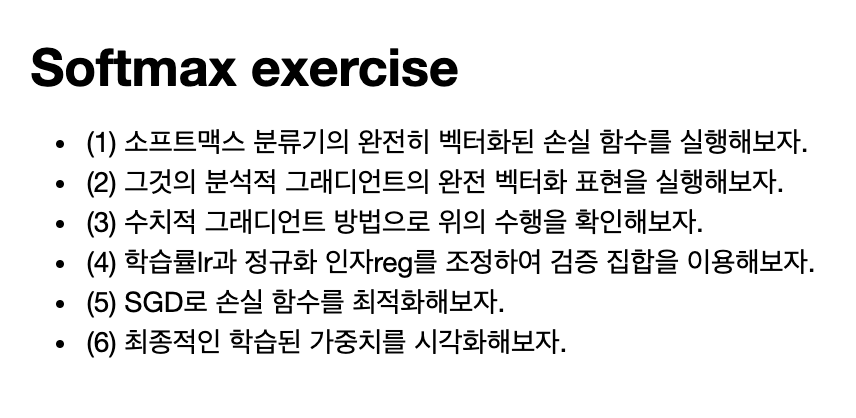 Softmax exercise
• (1) 소프트맥스 분류기의 완전히 벡터화된 손실 함수를 실행해보자.
• (2) 그것의 분석적 그래디언트의 완전 벡터화 표현을 실행해보자.
• (3) 수치적 그래디언트 방법으로 위의 수행을 확인해보자.
• (4) 학습률lr과 정규화 인자reg를 조정하여 검증 집합을 이용해보자.
• (5) SGD로 손실 함수를 최적화해보자.
• (6) 최종적인 학습된 가중치를 시각화해보자.